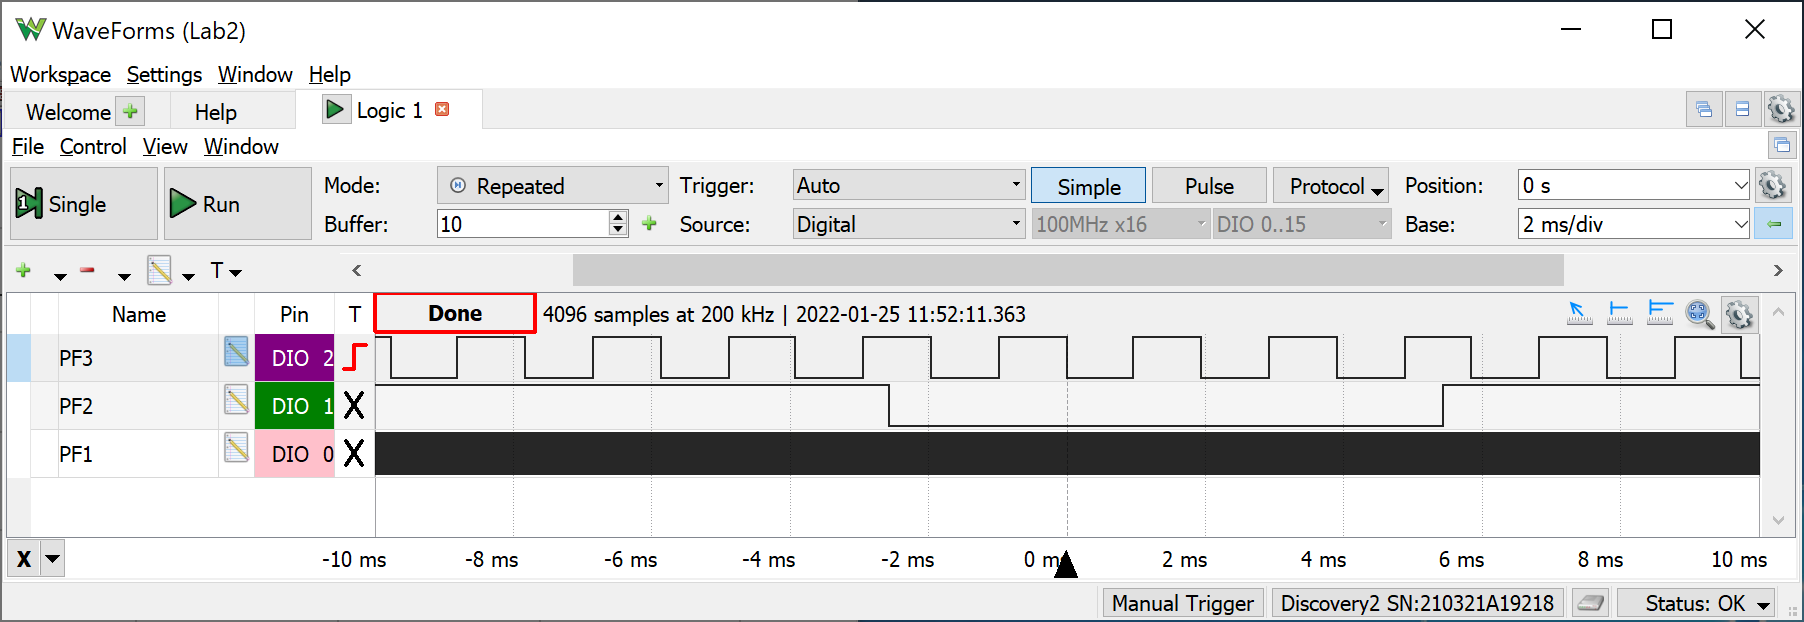 WaveForms (Lab2)
Workspace Settings Window Help
Welcome Help Logic 1
File Control View Window
Single Run Mode: Repeated Trigger: Auto Simple Pulse Protocol Position: 0 s
Buffer: 10 Source: Digital 100MHz x16 DIO 0..15 Base: 2 ms/div
T
Name Pin T Done 4096 samples at 200 kHz | 2022-01-25 11:52:11.363
PF3 DIO 2
PF2 DIO 1 X
PF1 DIO 0 X
X -10 ms -8 ms -6 ms -4 ms -2 ms 0 m 2 ms 4 ms 6 ms 8 ms 10 ms
Manual Trigger Discovery2 SN:210321A19218 Status: OK